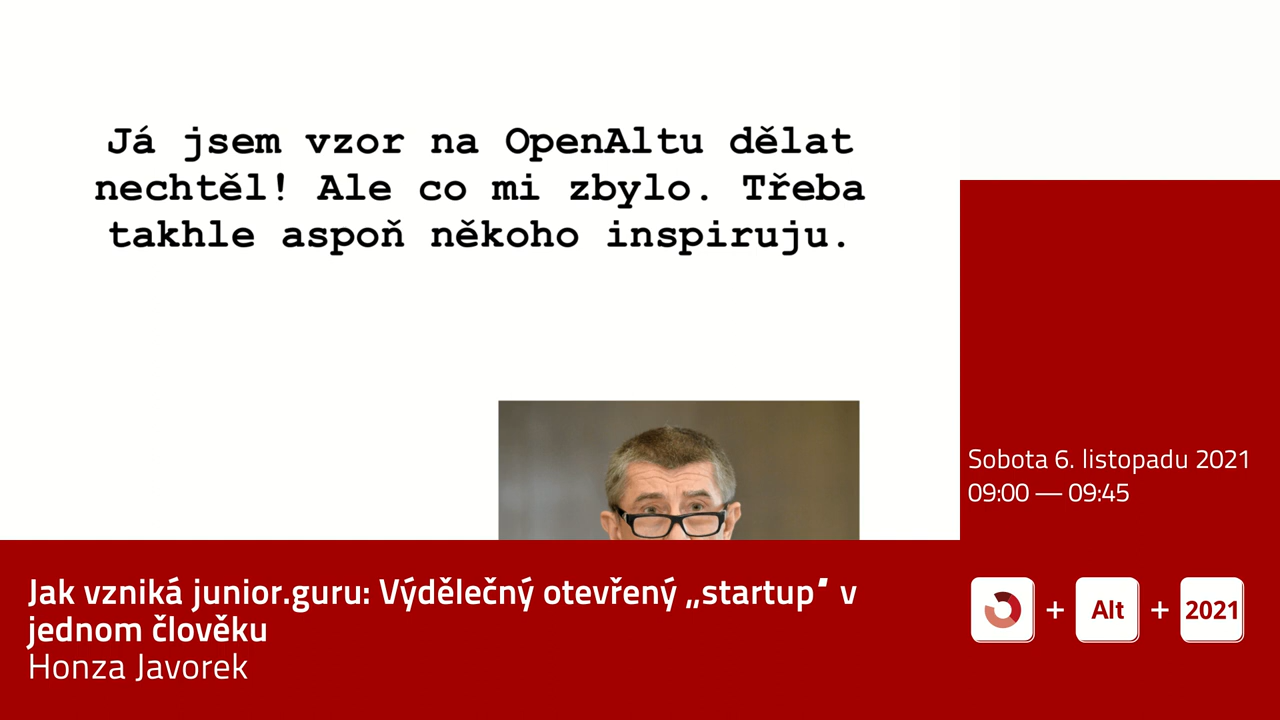 Já jsem vzor na OpenAltu dělat
nechtěl! Ale co mi zbylo. Třeba
takhle aspoň někoho inspiruju.
Sobota 6. listopadu 2021
09:00 — 09:45
Jak vzniká junior.guru: Výdělečný otevřený „startup“ v
jednom člověku
Honza Javorek
+ Alt + 2021